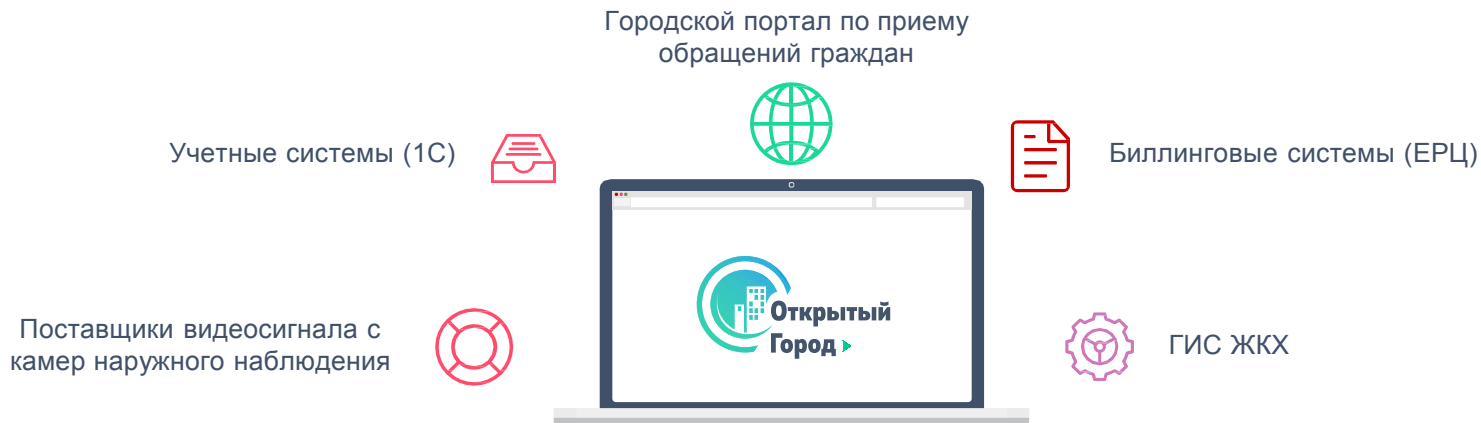 Городской портал по приему
обращений граждан
Учетные системы (1С)
Биллинговые системы (ЕРЦ)
Открытый
Город
Поставщики видеосигнала с
камер наружного наблюдения
ГИС ЖКХ